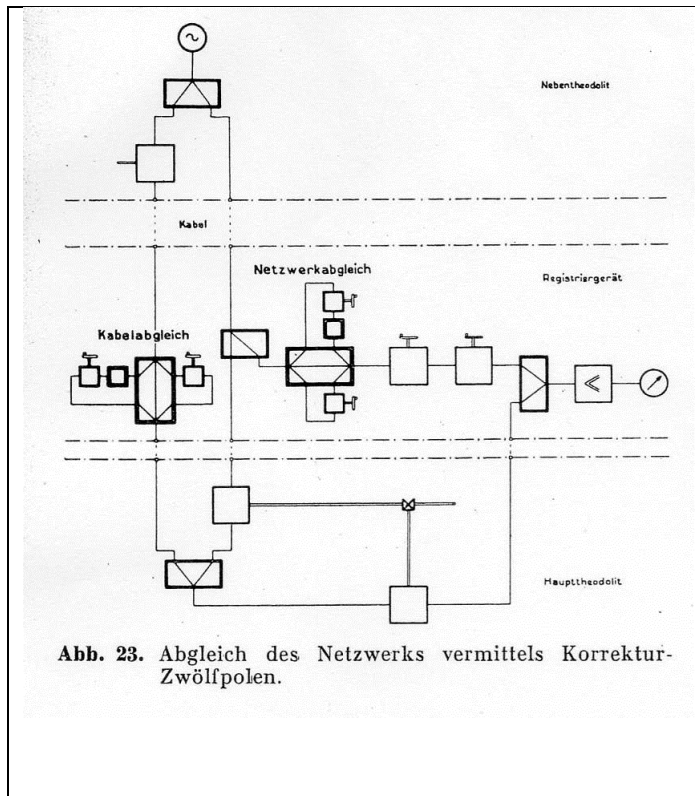 Nebentheodolit
Kabel
Netzwerkabgleich
Registriergerät
Kabelabgleich
Haupttheodolit
Abb. 23. Abgleich des Netzwerks vermittels Korrektur-
Zwölfpolen.